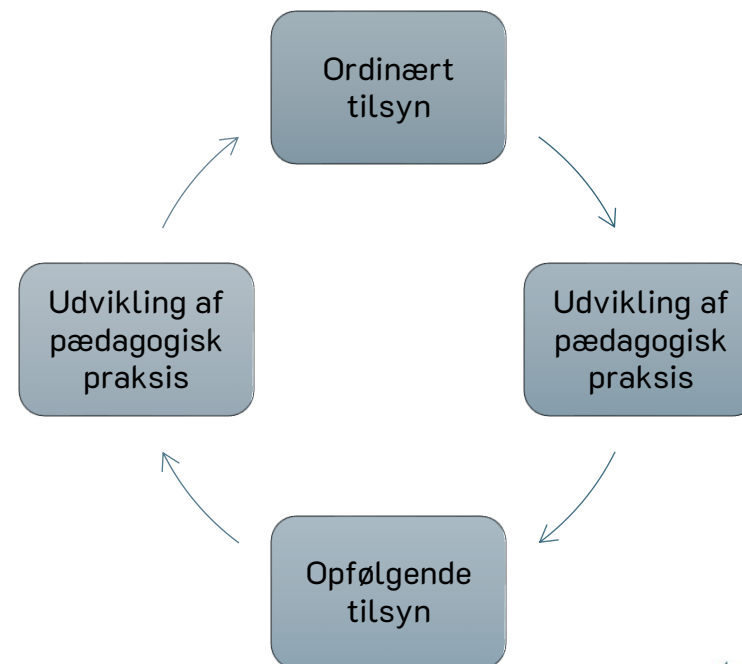 Ordinært
tilsyn
Udvikling af
pædagogisk
praksis
Udvikling af
pædagogisk
praksis
Opfølgende
tilsyn